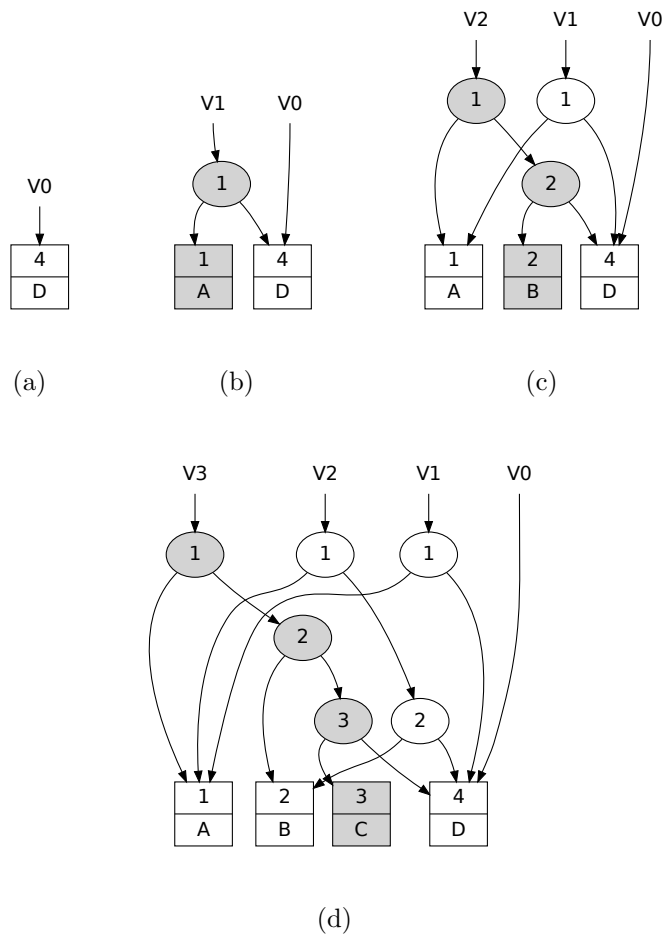 V0
4
D
(a)
V1 V0
1
1 4
A D
(b)
V2 V1 V0
1 1
2
1 2 4
A B D
(c)
V3 V2 V1 V0
1 1 1
2
3 2
1 2 3 4
A B C D
(d)